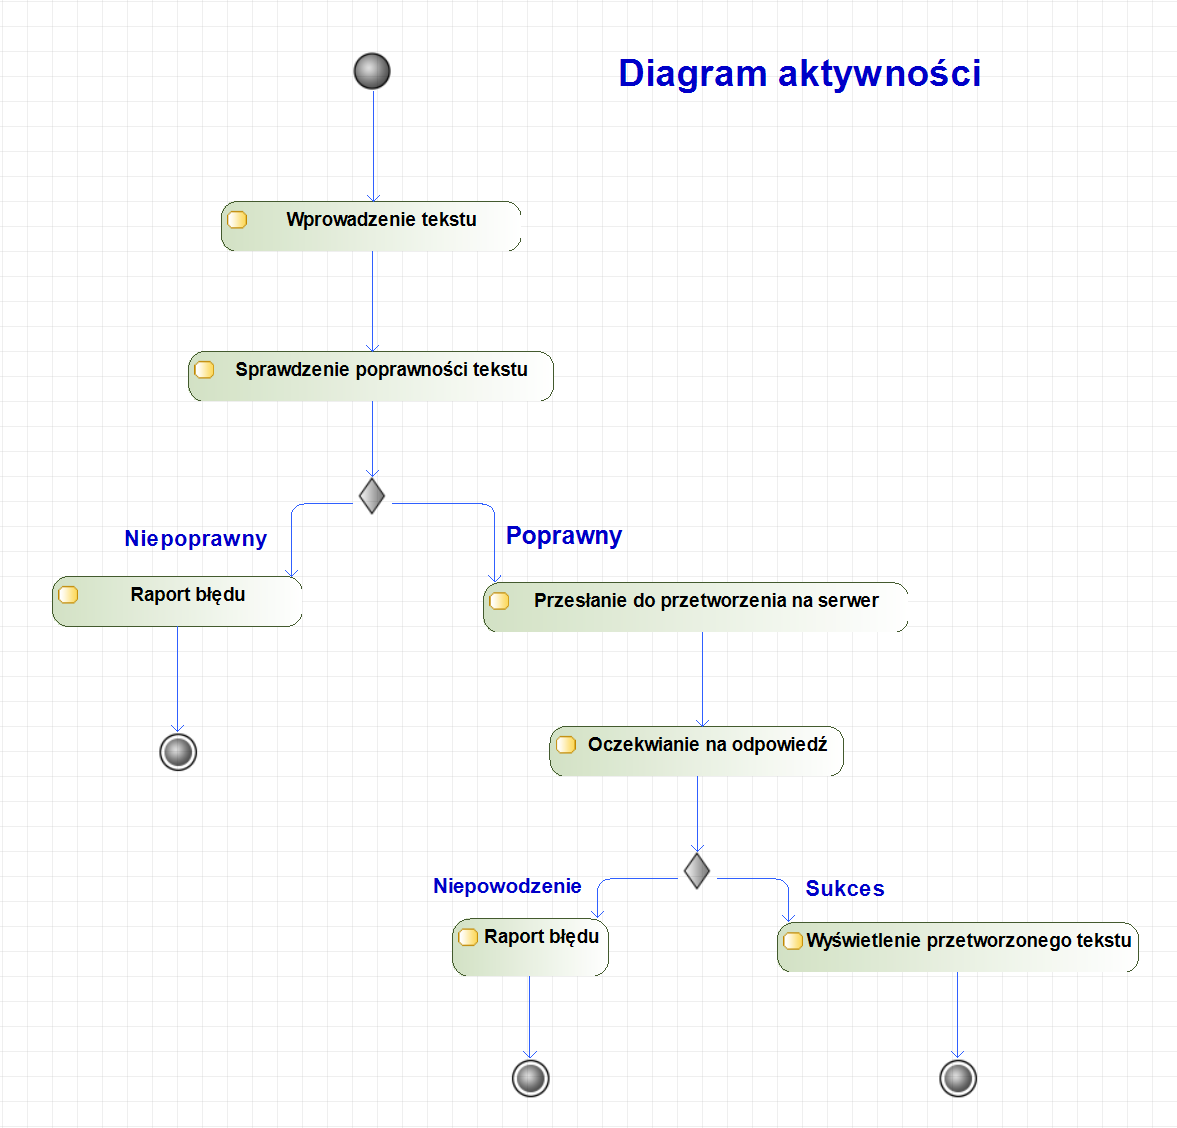 Diagram aktywności
Wprowadzenie tekstu
Sprawdzenie poprawności tekstu
Niepoprawny
Poprawny
Raport błędu
Przesłanie do przetworzenia na serwer
Oczekwianie na odpowiedź
Niepowodzenie
Sukces
Raport błędu
Wyświetlenie przetworzonego tekstu